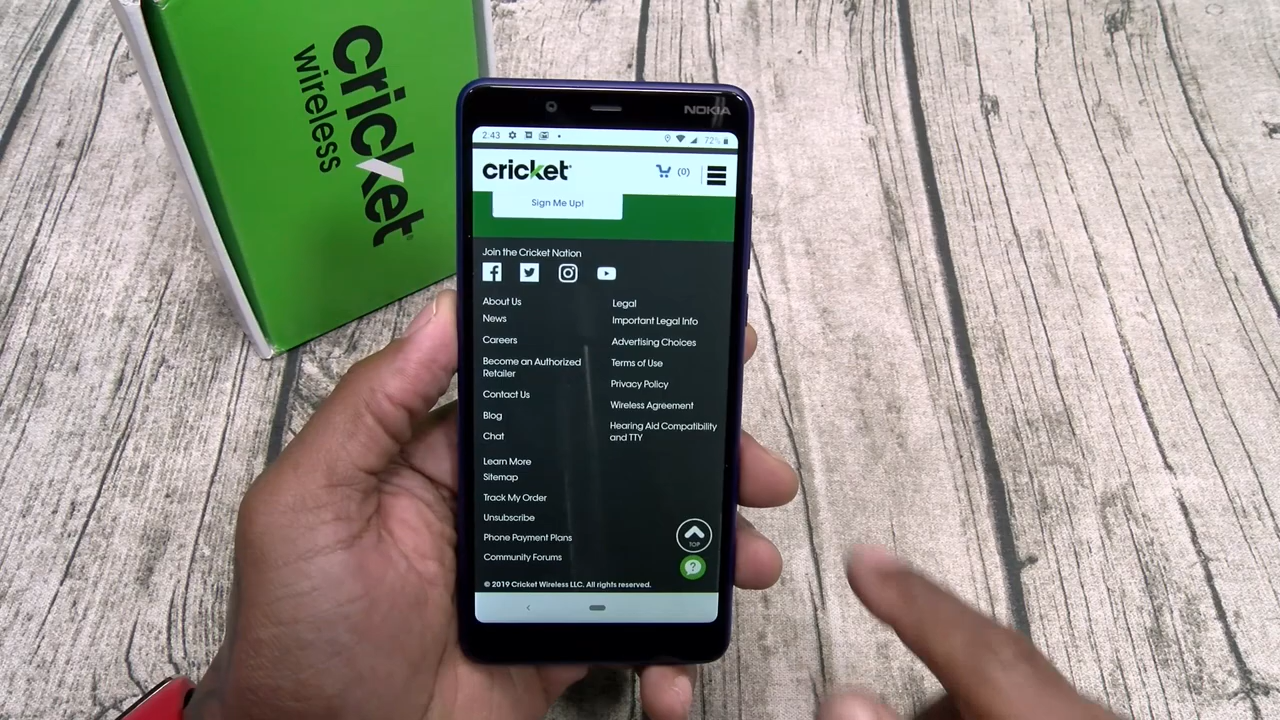 cricket
wireless
NOKIA
2:43
72%
cricket
(0)
Sign Me Up!
Join the Cricket Nation
About Us
News
Careers
Become an Authorized
Retailer
Contact Us
Blog
Chat
Learn More
Sitemap
Track My Order
Unsubscribe
Phone Payment Plans
Community Forums
Legal
Important Legal Info
Advertising Choices
Terms of Use
Privacy Policy
Wireless Agreement
Hearing Aid Compatibility
and TTY
TOP
?
© 2019 Cricket Wireless LLC. All rights reserved.